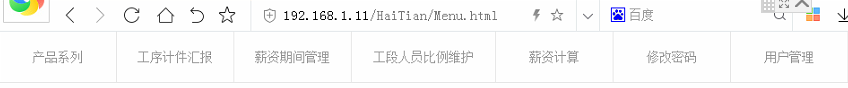 192.168.1.11/HaiTian/Menu.html 百度
产品系列 工序计件汇报 薪资期间管理 工段人员比例维护 薪资计算 修改密码 用户管理